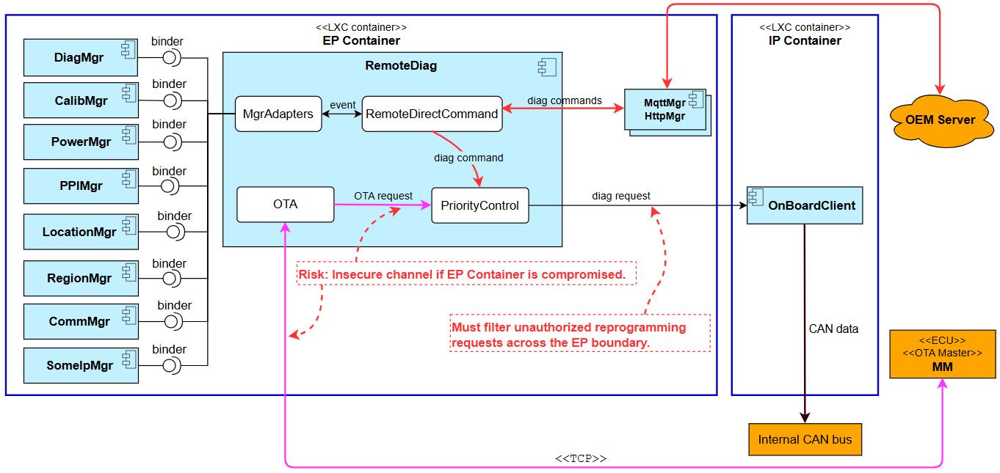 <<LXC container>>
EP Container
<<LXC container>>
IP Container
binder
DiagMgr
binder
CalibMgr
binder
PowerMgr
binder
PPIMgr
binder
LocationMgr
binder
RegionMgr
binder
CommMgr
binder
SomeIpMgr
RemoteDiag
MgrAdapters
event
RemoteDirectCommand
diag commands
MqttMgr
HttpMgr
OEM Server
diag command
OTA
OTA request
PriorityControl
diag request
OnBoardClient
Risk: Insecure channel if EP Container is compromised.
Must filter unauthorized reprogramming
requests across the EP boundary.
CAN data
<<ECU>>
<<OTA Master>>
MM
Internal CAN bus
<<TCP>>